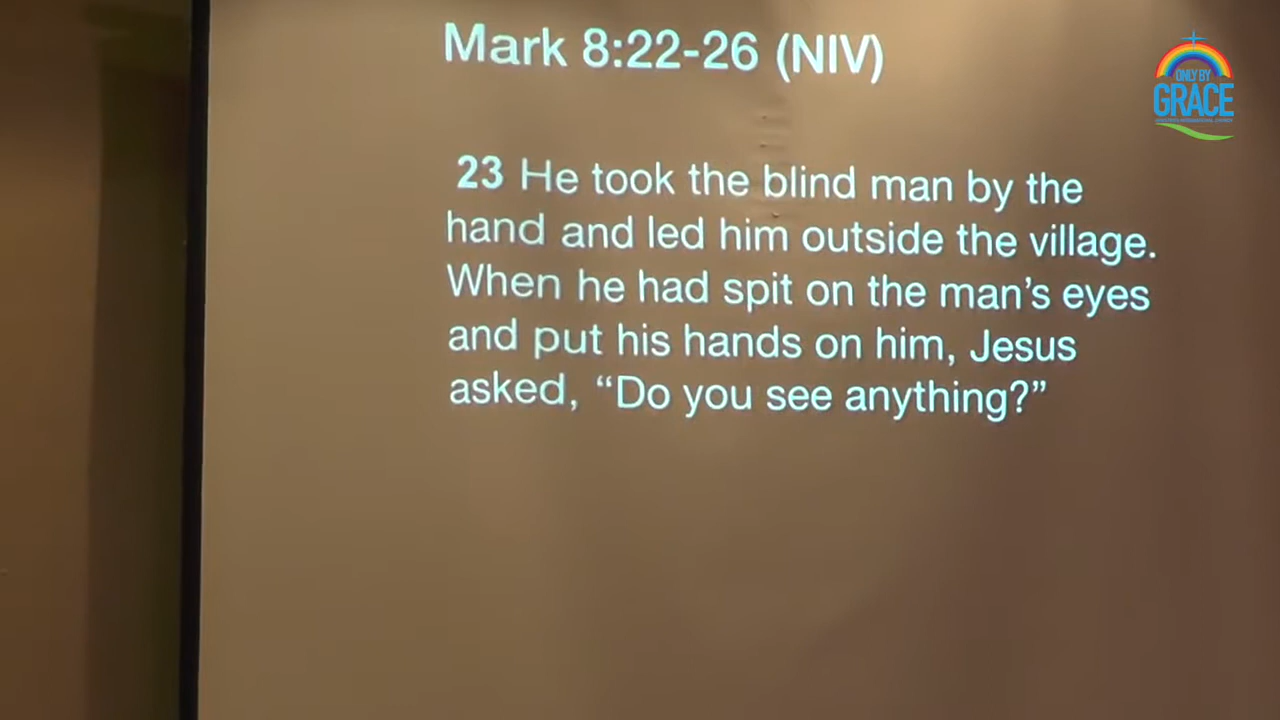 Mark 8:22-26 (NIV)
ONLY BY
GRACE
23 He took the blind man by the
hand and led him outside the village.
When he had spit on the man's eyes
and put his hands on him, Jesus
asked, “Do you see anything?”